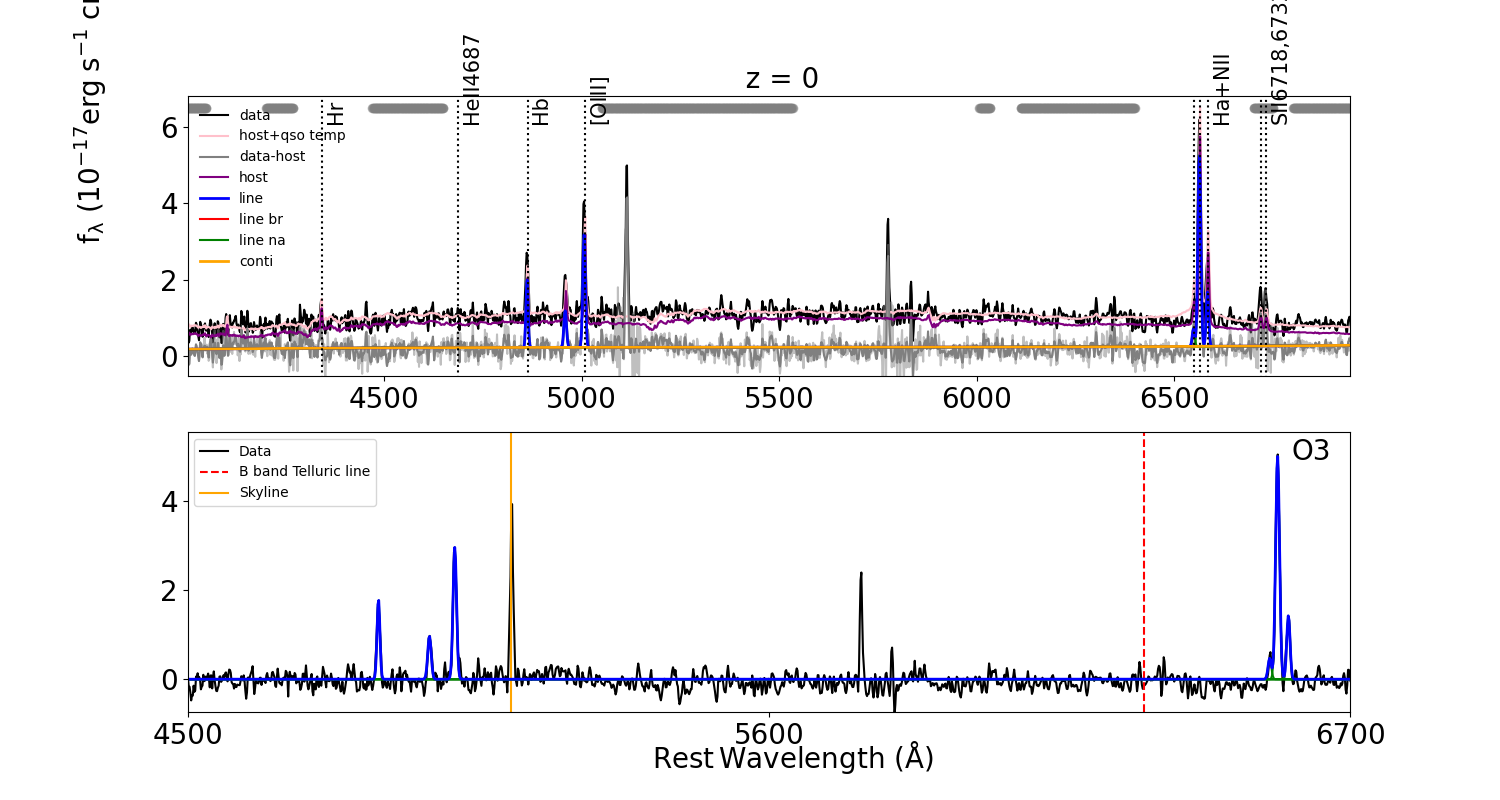 z = 0
f_λ (10^−17 erg s^−1
Hr
HeII4687
Hb
[OIII]
Ha+NII
SII6718,673
data
host+qso temp
data-host
host
line
line br
line na
conti
6
4
2
0
4500 5000 5500 6000 6500
O3
Data
B band Telluric line
Skyline
4
2
0
4500 5600 6700
Rest Wavelength (Å)